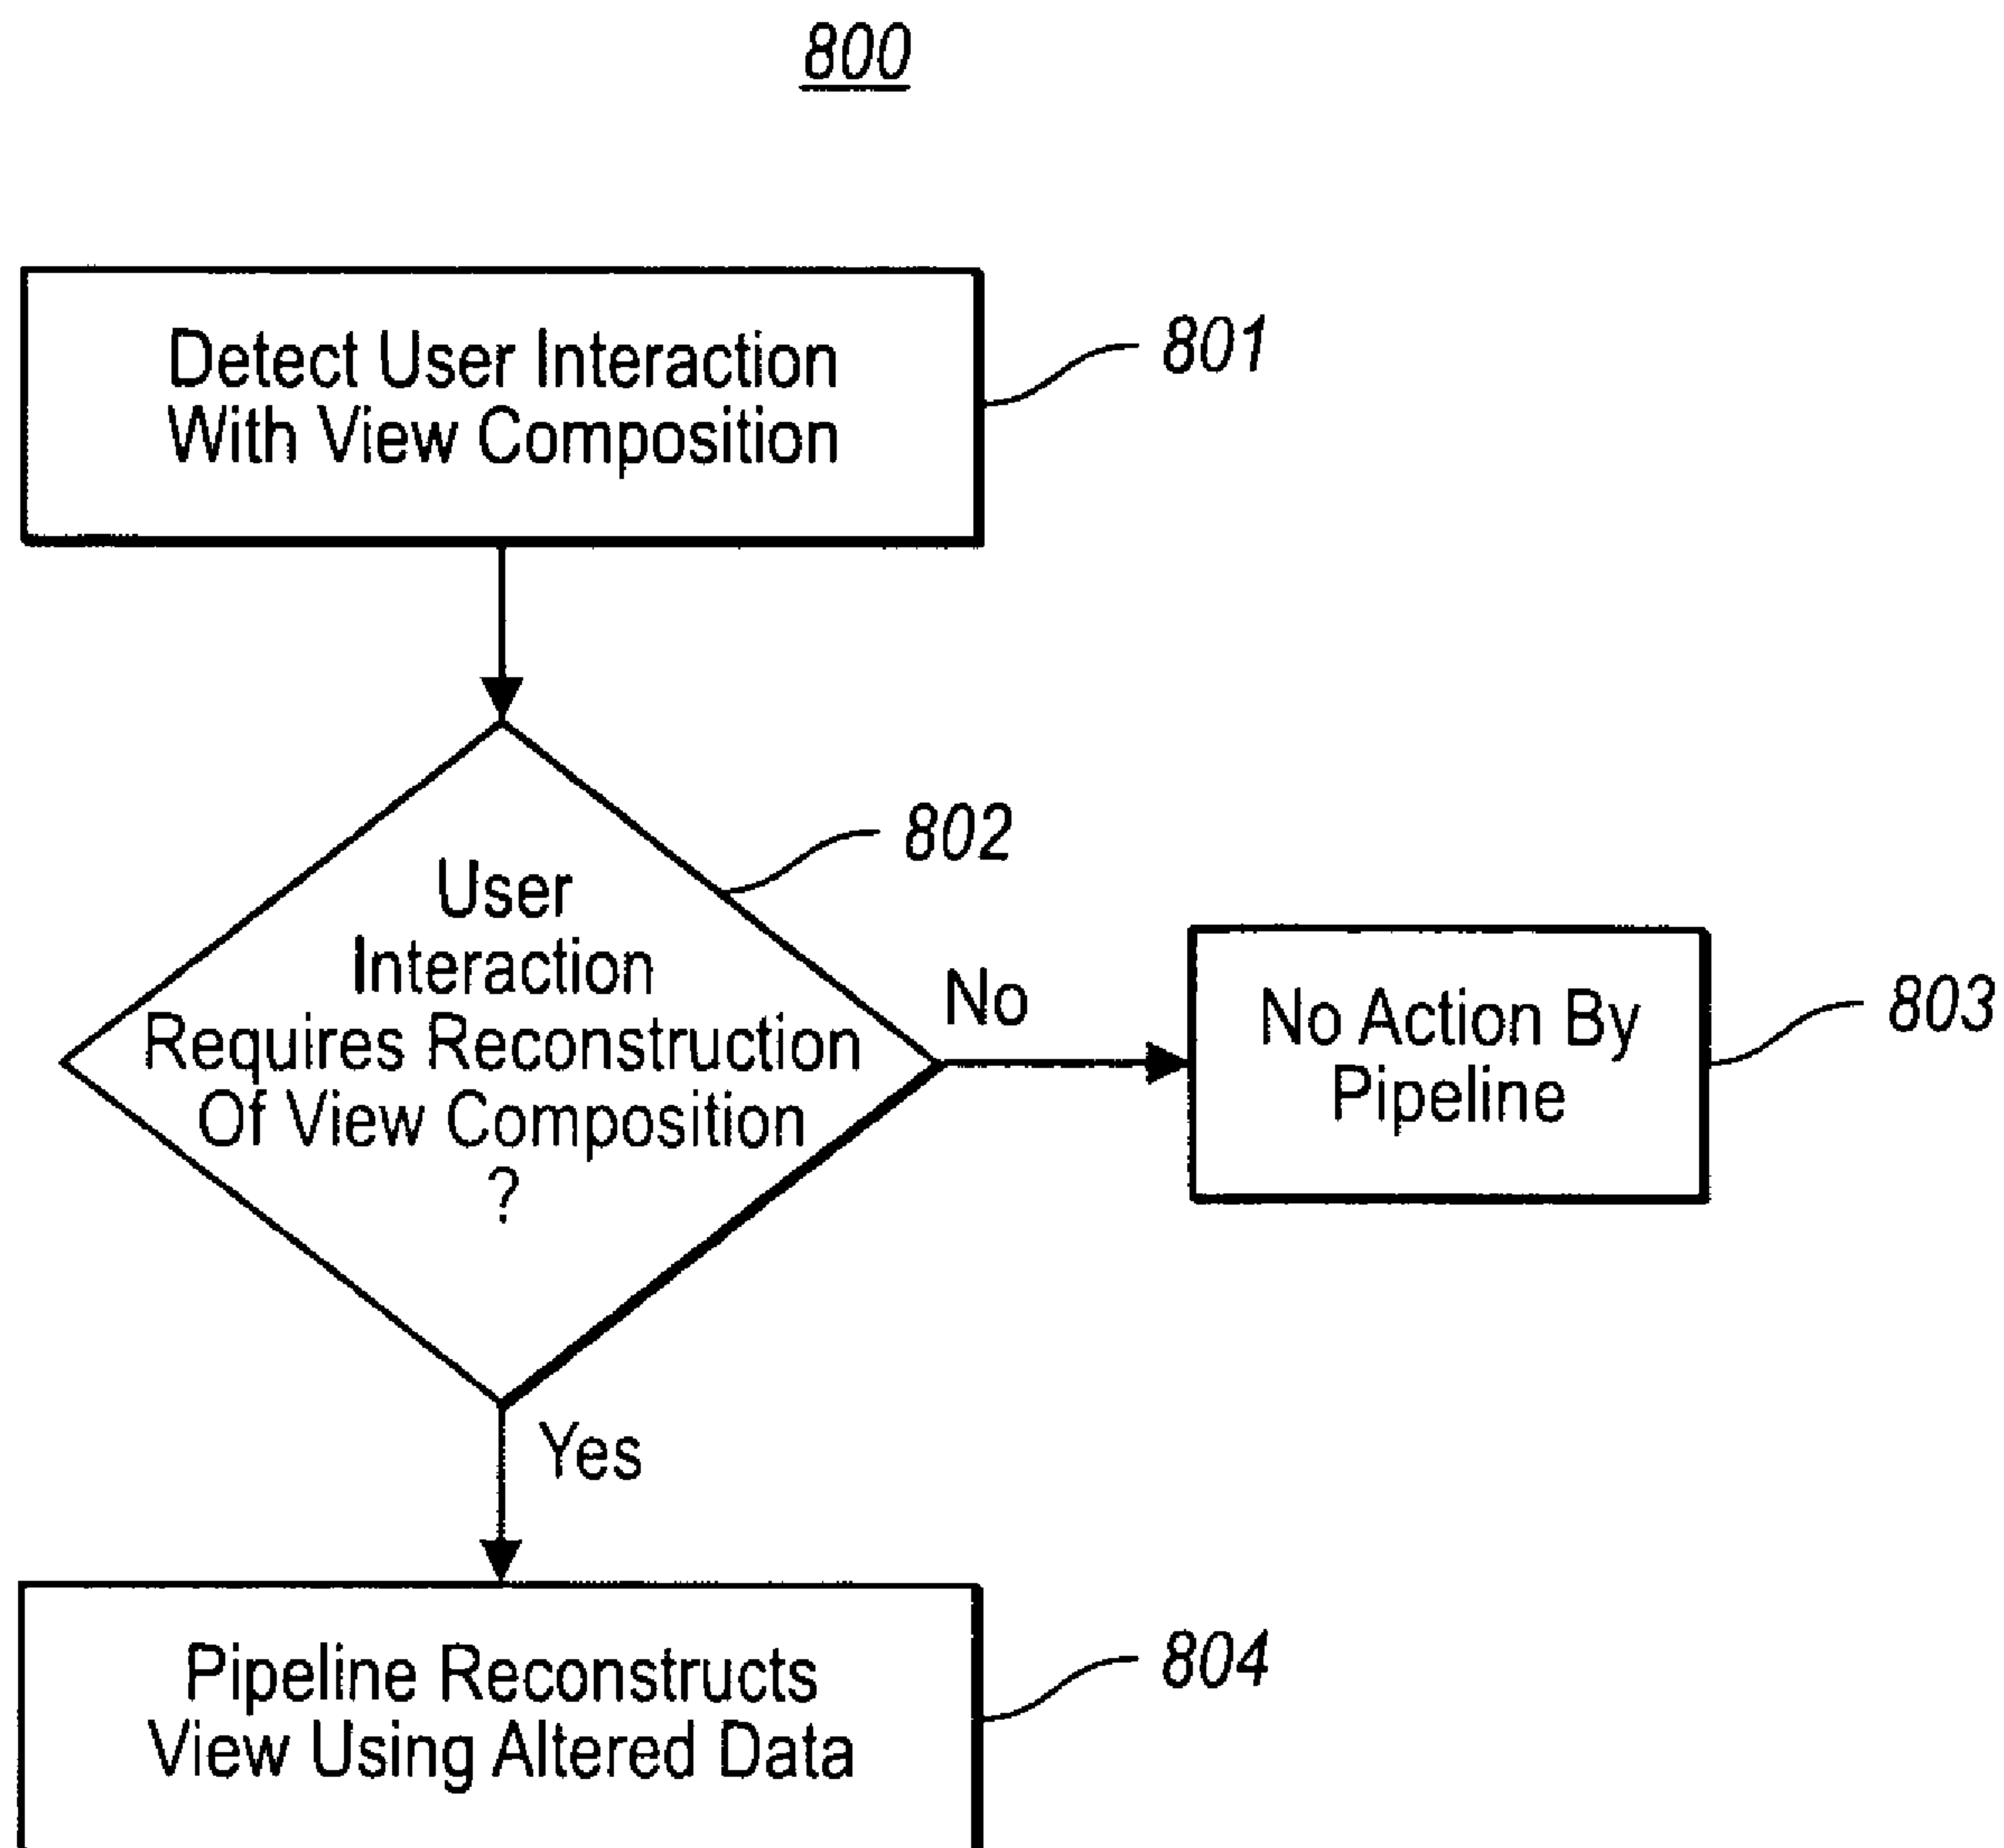 800
Detect User Interaction
With View Composition
801
802
User
Interaction
Requires Reconstruction
Of View Composition
?
No
No Action By
Pipeline
803
Yes
Pipeline Reconstructs
View Using Altered Data
804